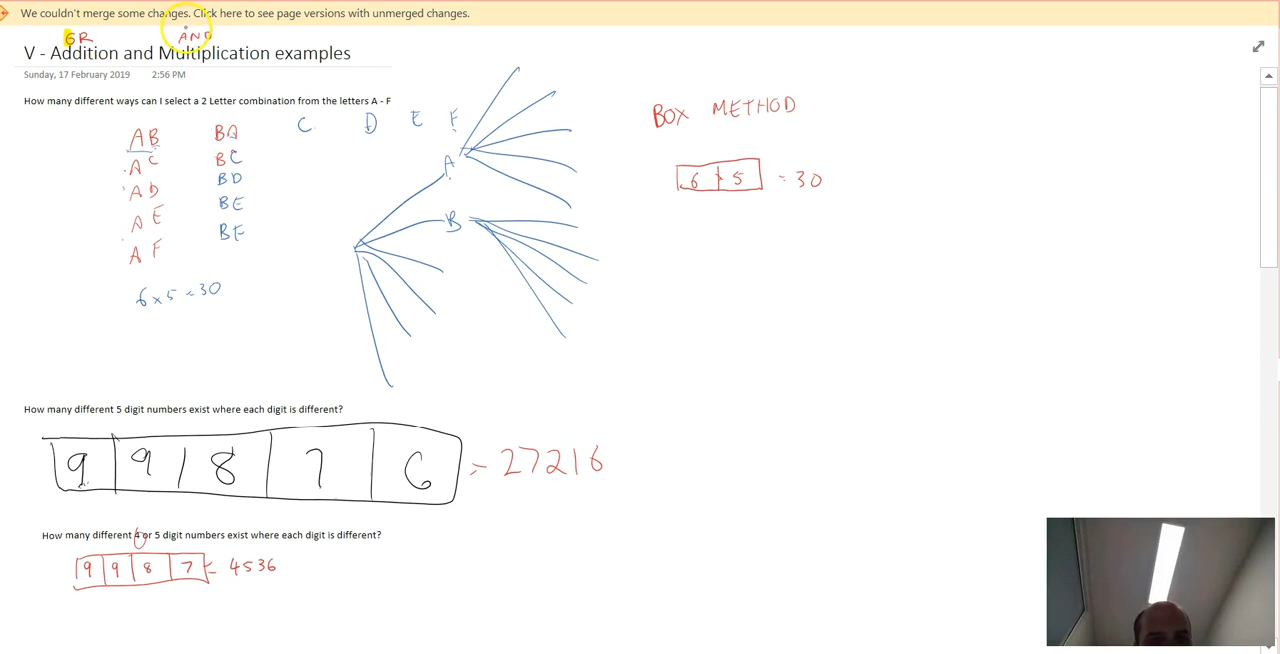 We couldn't merge some changes. Click here to see page versions with unmerged changes.
OR AND
V - Addition and Multiplication examples
Sunday, 17 February 2019 2:56 PM
How many different ways can I select a 2 Letter combination from the letters A - F
AB BA C D E F
AC BC
AD BD
AE BE
AF BF
6 x 5 = 30
A
B
BOX METHOD
6 x 5 = 30
How many different 5 digit numbers exist where each digit is different?
9 9 8 7 6 = 27216
How many different 4 or 5 digit numbers exist where each digit is different?
9 9 8 7 = 4536